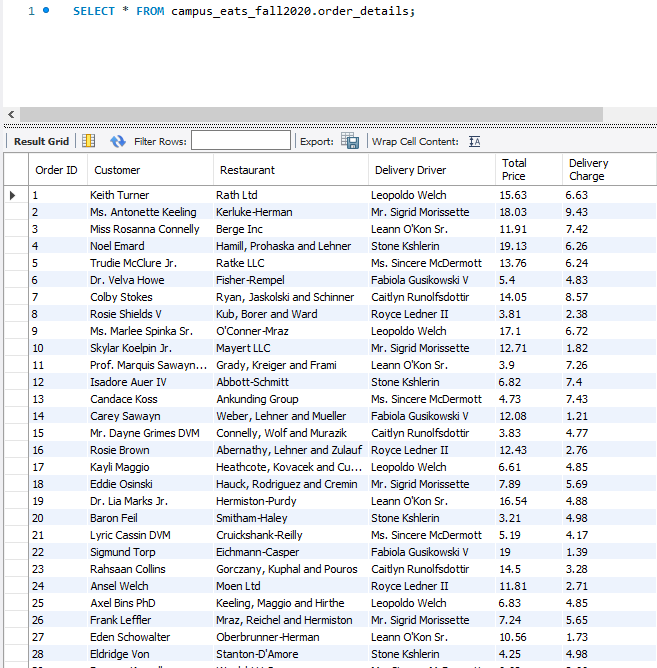 1 SELECT * FROM campus_eats_fall2020.order_details;
Result Grid Filter Rows: Export: Wrap Cell Content: IA
Order ID Customer Restaurant Delivery Driver Total Price Delivery Charge
1 Keith Turner Rath Ltd Leopoldo Welch 15.63 6.63
2 Ms. Antonette Keeling Kerluke-Herman Mr. Sigrid Morissette 18.03 9.43
3 Miss Rosanna Connelly Berge Inc Leann O'Kon Sr. 11.91 7.42
4 Noel Emard Hamill, Prohaska and Lehner Stone Kshlerin 19.13 6.26
5 Trudie McClure Jr. Ratke LLC Ms. Sincere McDermott 13.76 6.24
6 Dr. Velva Howe Fisher-Rempel Fabiola Gusikowski V 5.4 4.83
7 Colby Stokes Ryan, Jaskolski and Schinner Caitlyn Runolfsdottir 14.05 8.57
8 Rosie Shields V Kub, Borer and Ward Royce Ledner II 3.81 2.38
9 Ms. Marlee Spinka Sr. O'Conner-Mraz Leopoldo Welch 17.1 6.72
10 Skylar Koelpin Jr. Mayert LLC Mr. Sigrid Morissette 12.71 1.82
11 Prof. Marquis Sawayn... Grady, Kreiger and Frami Leann O'Kon Sr. 3.9 7.26
12 Isadore Auer IV Abbott-Schmitt Stone Kshlerin 6.82 7.4
13 Candace Koss Ankunding Group Ms. Sincere McDermott 4.73 7.43
14 Carey Sawayn Weber, Lehner and Mueller Fabiola Gusikowski V 12.08 1.21
15 Mr. Dayne Grimes DVM Connelly, Wolf and Murazik Caitlyn Runolfsdottir 3.83 4.77
16 Rosie Brown Abernathy, Lehner and Zulauf Royce Ledner II 12.43 2.76
17 Kayli Maggio Heathcote, Kovacek and Cu... Leopoldo Welch 6.61 4.85
18 Eddie Osinski Hauck, Rodriguez and Cremin Mr. Sigrid Morissette 7.89 5.69
19 Dr. Lia Marks Jr. Hermiston-Purdy Leann O'Kon Sr. 16.54 4.88
20 Baron Feil Smitham-Haley Stone Kshlerin 3.21 4.98
21 Lyric Cassin DVM Cruickshank-Reilly Ms. Sincere McDermott 5.19 4.17
22 Sigmund Torp Eichmann-Casper Fabiola Gusikowski V 19 1.39
23 Rahsaan Collins Gorczany, Kuphal and Pouros Caitlyn Runolfsdottir 14.5 3.28
24 Ansel Welch Moen Ltd Royce Ledner II 11.81 2.71
25 Axel Bins PhD Keeling, Maggio and Hirthe Leopoldo Welch 6.83 4.85
26 Frank Leffler Mraz, Reichel and Hermiston Mr. Sigrid Morissette 7.24 5.65
27 Eden Schowalter Oberbrunner-Herman Leann O'Kon Sr. 10.56 1.73
28 Eldridge Von Stanton-D'Amore Stone Kshlerin 4.25 4.98